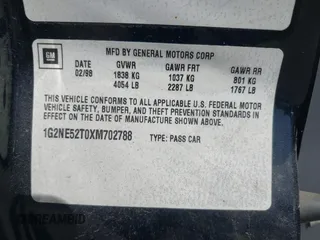 GM
MFD BY GENERAL MOTORS CORP
DATE GVWR GAWR FRT GAWR RR
02/98 1838 KG 1037 KG 801 KG
4054 LB 2287 LB 1767 LB
THIS VEHICLE CONFORMS TO ALL APPLICABLE U.S. FEDERAL MOTOR
VEHICLE SAFETY, BUMPER, AND THEFT PREVENTION STANDARDS IN
EFFECT ON THE DATE OF MANUFACTURE SHOWN ABOVE.
1G2NE52T0XM702788 TYPE: PASS CAR